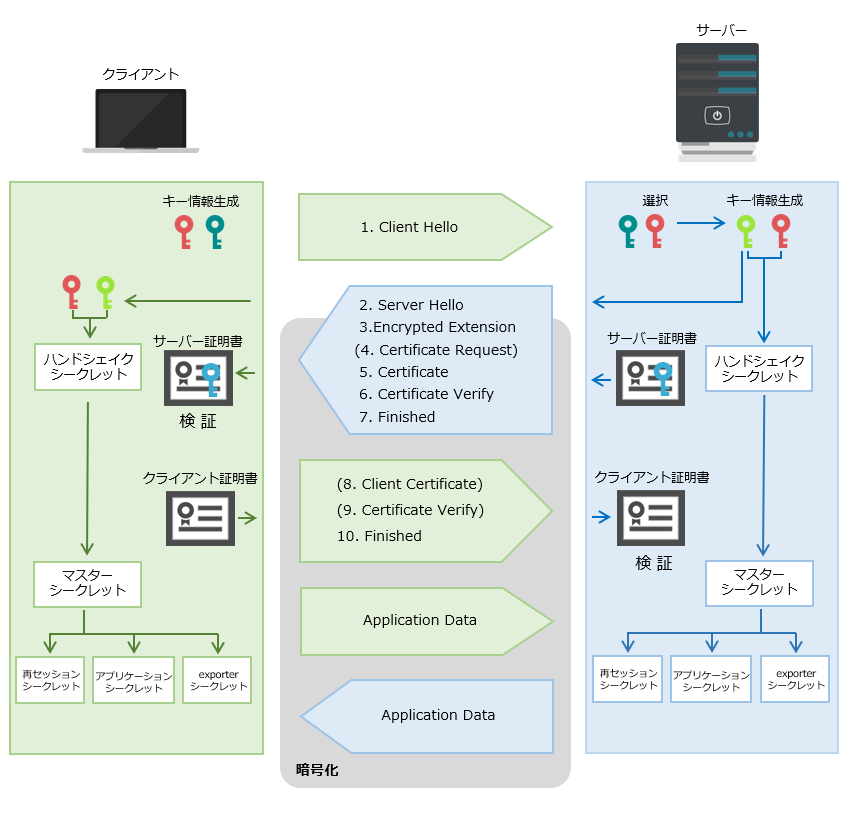 サーバー
クライアント
キー情報生成
1. Client Hello
選択
キー情報生成
2. Server Hello
3.Encrypted Extension
(4. Certificate Request)
5. Certificate
6. Certificate Verify
7. Finished
サーバー証明書
ハンドシェイク
シークレット
検 証
サーバー証明書
ハンドシェイク
シークレット
クライアント証明書
(8. Client Certificate)
(9. Certificate Verify)
10. Finished
クライアント証明書
検 証
マスター
シークレット
マスター
シークレット
Application Data
再セッション
シークレット
アプリケーション
シークレット
exporter
シークレット
再セッション
シークレット
アプリケーション
シークレット
exporter
シークレット
Application Data
暗号化